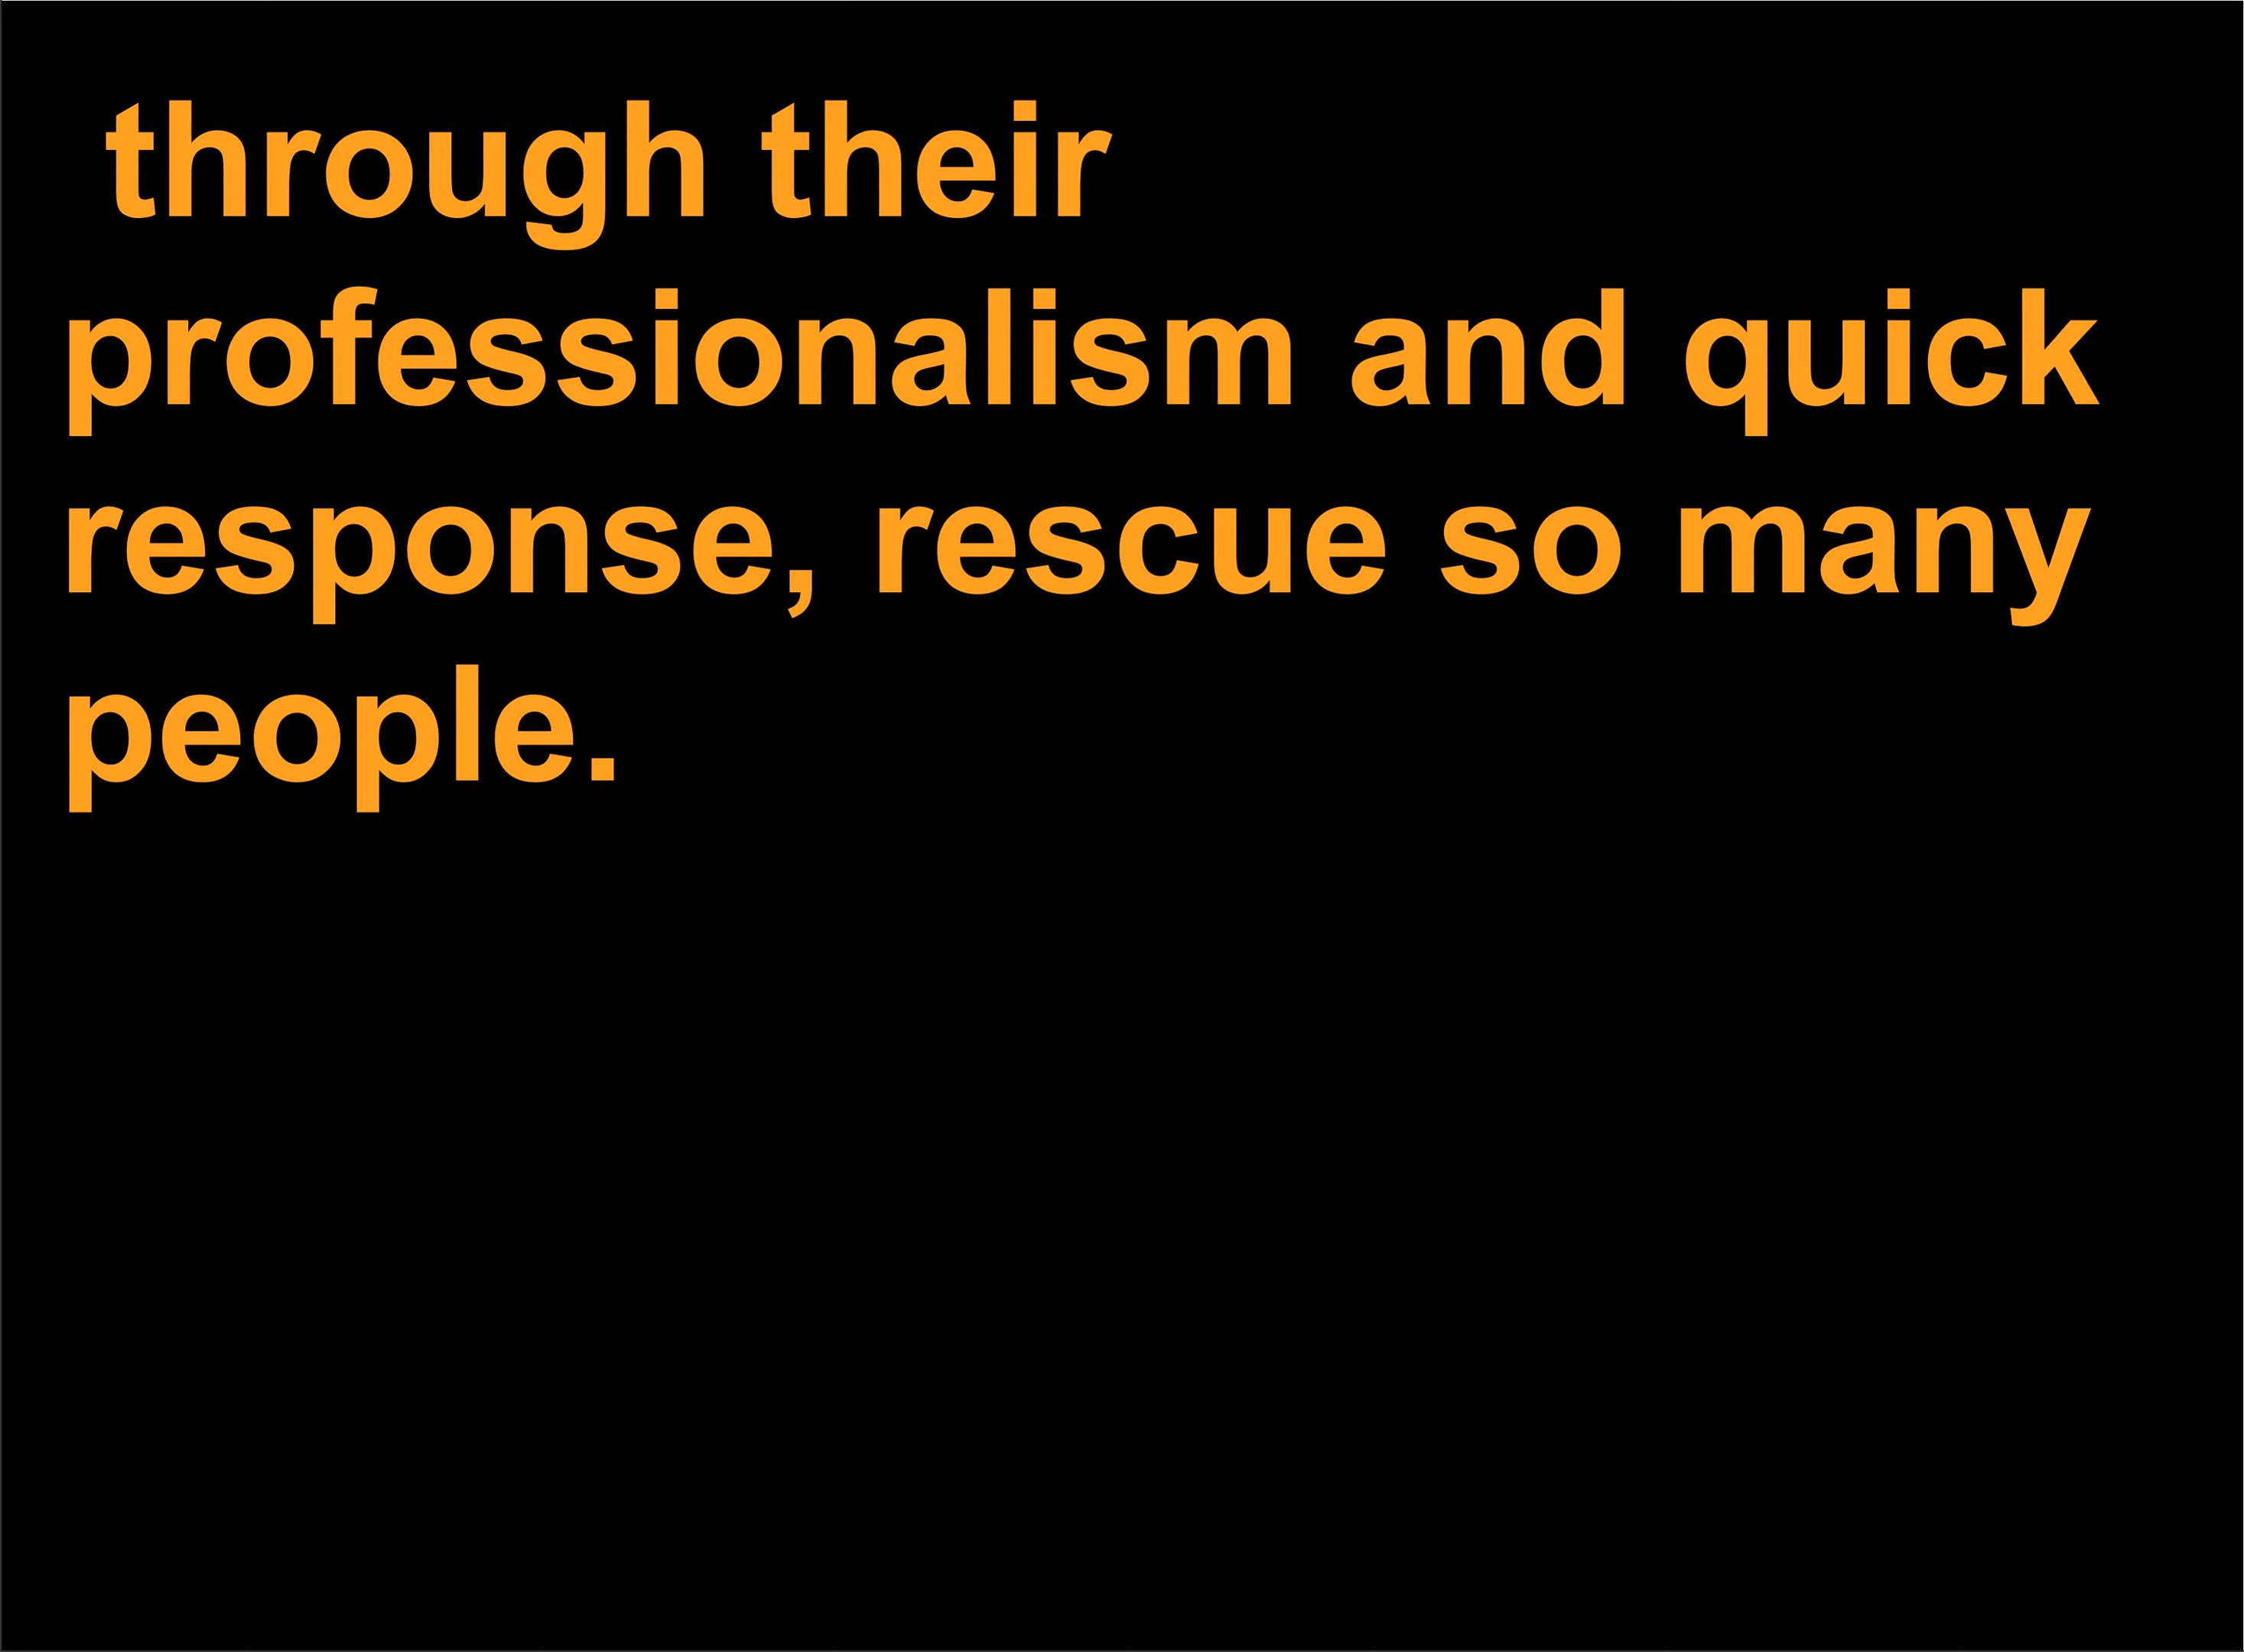 through their
professionalism and quick
response, rescue so many
people.